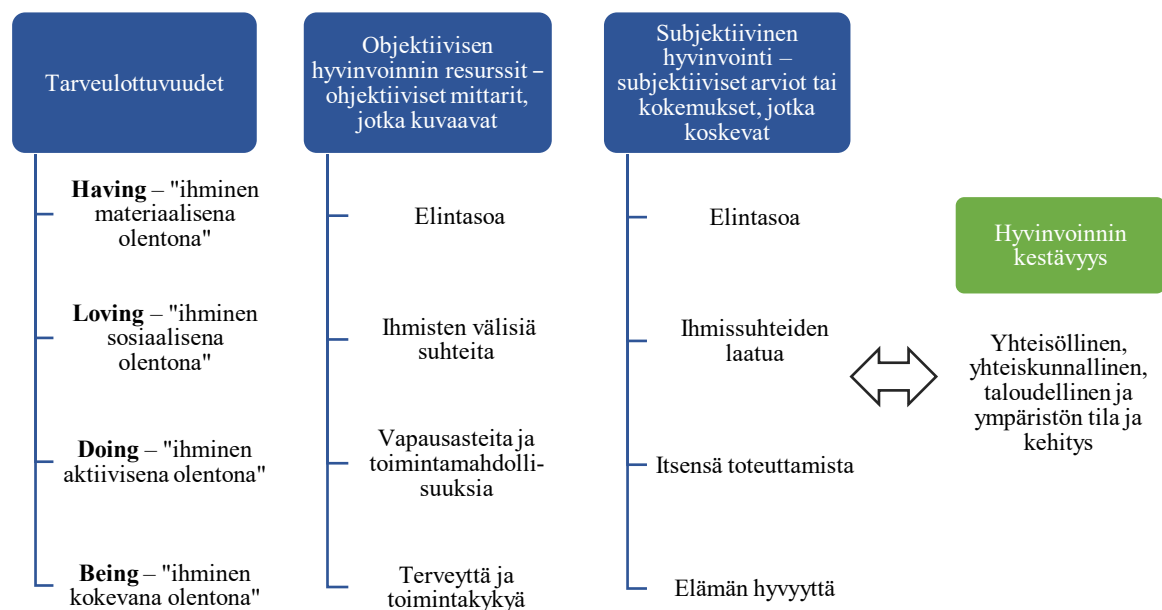 Tarveulottuvuudet
Having – "ihminen
materiaalisena
olentona"
Loving – "ihminen
sosiaalisena
olentona"
Doing – "ihminen
aktiivisena olentona"
Being – "ihminen
kokevana olentona"
Objektiivisen
hyvinvoinnin resurssit –
ohjektiiviset mittarit,
jotka kuvaavat
Elintasoa
Ihmisten välisiä
suhteita
Vapausasteita ja
toimintamahdolli-
suuksia
Terveyttä ja
toimintakykyä
Subjektiivinen
hyvinvointi –
subjektiiviset arviot tai
kokemukset, jotka
koskevat
Elintasoa
Ihmissuhteiden
laatua
Itsensä toteuttamista
Elämän hyvyyttä
Hyvinvoinnin
kestävyys
Yhteisöllinen,
yhteiskunnallinen,
taloudellinen ja
ympäristön tila ja
kehitys